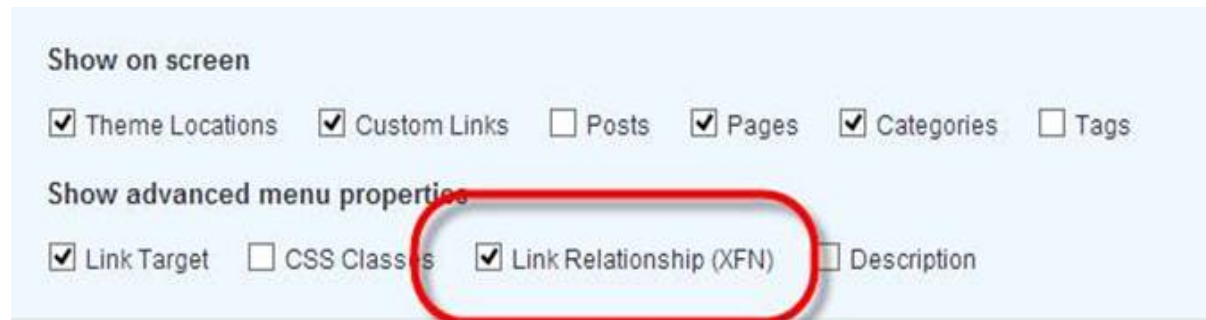 Show on screen
Theme Locations Custom Links Posts Pages Categories Tags
Show advanced menu properties
Link Target CSS Classes Link Relationship (XFN) Description